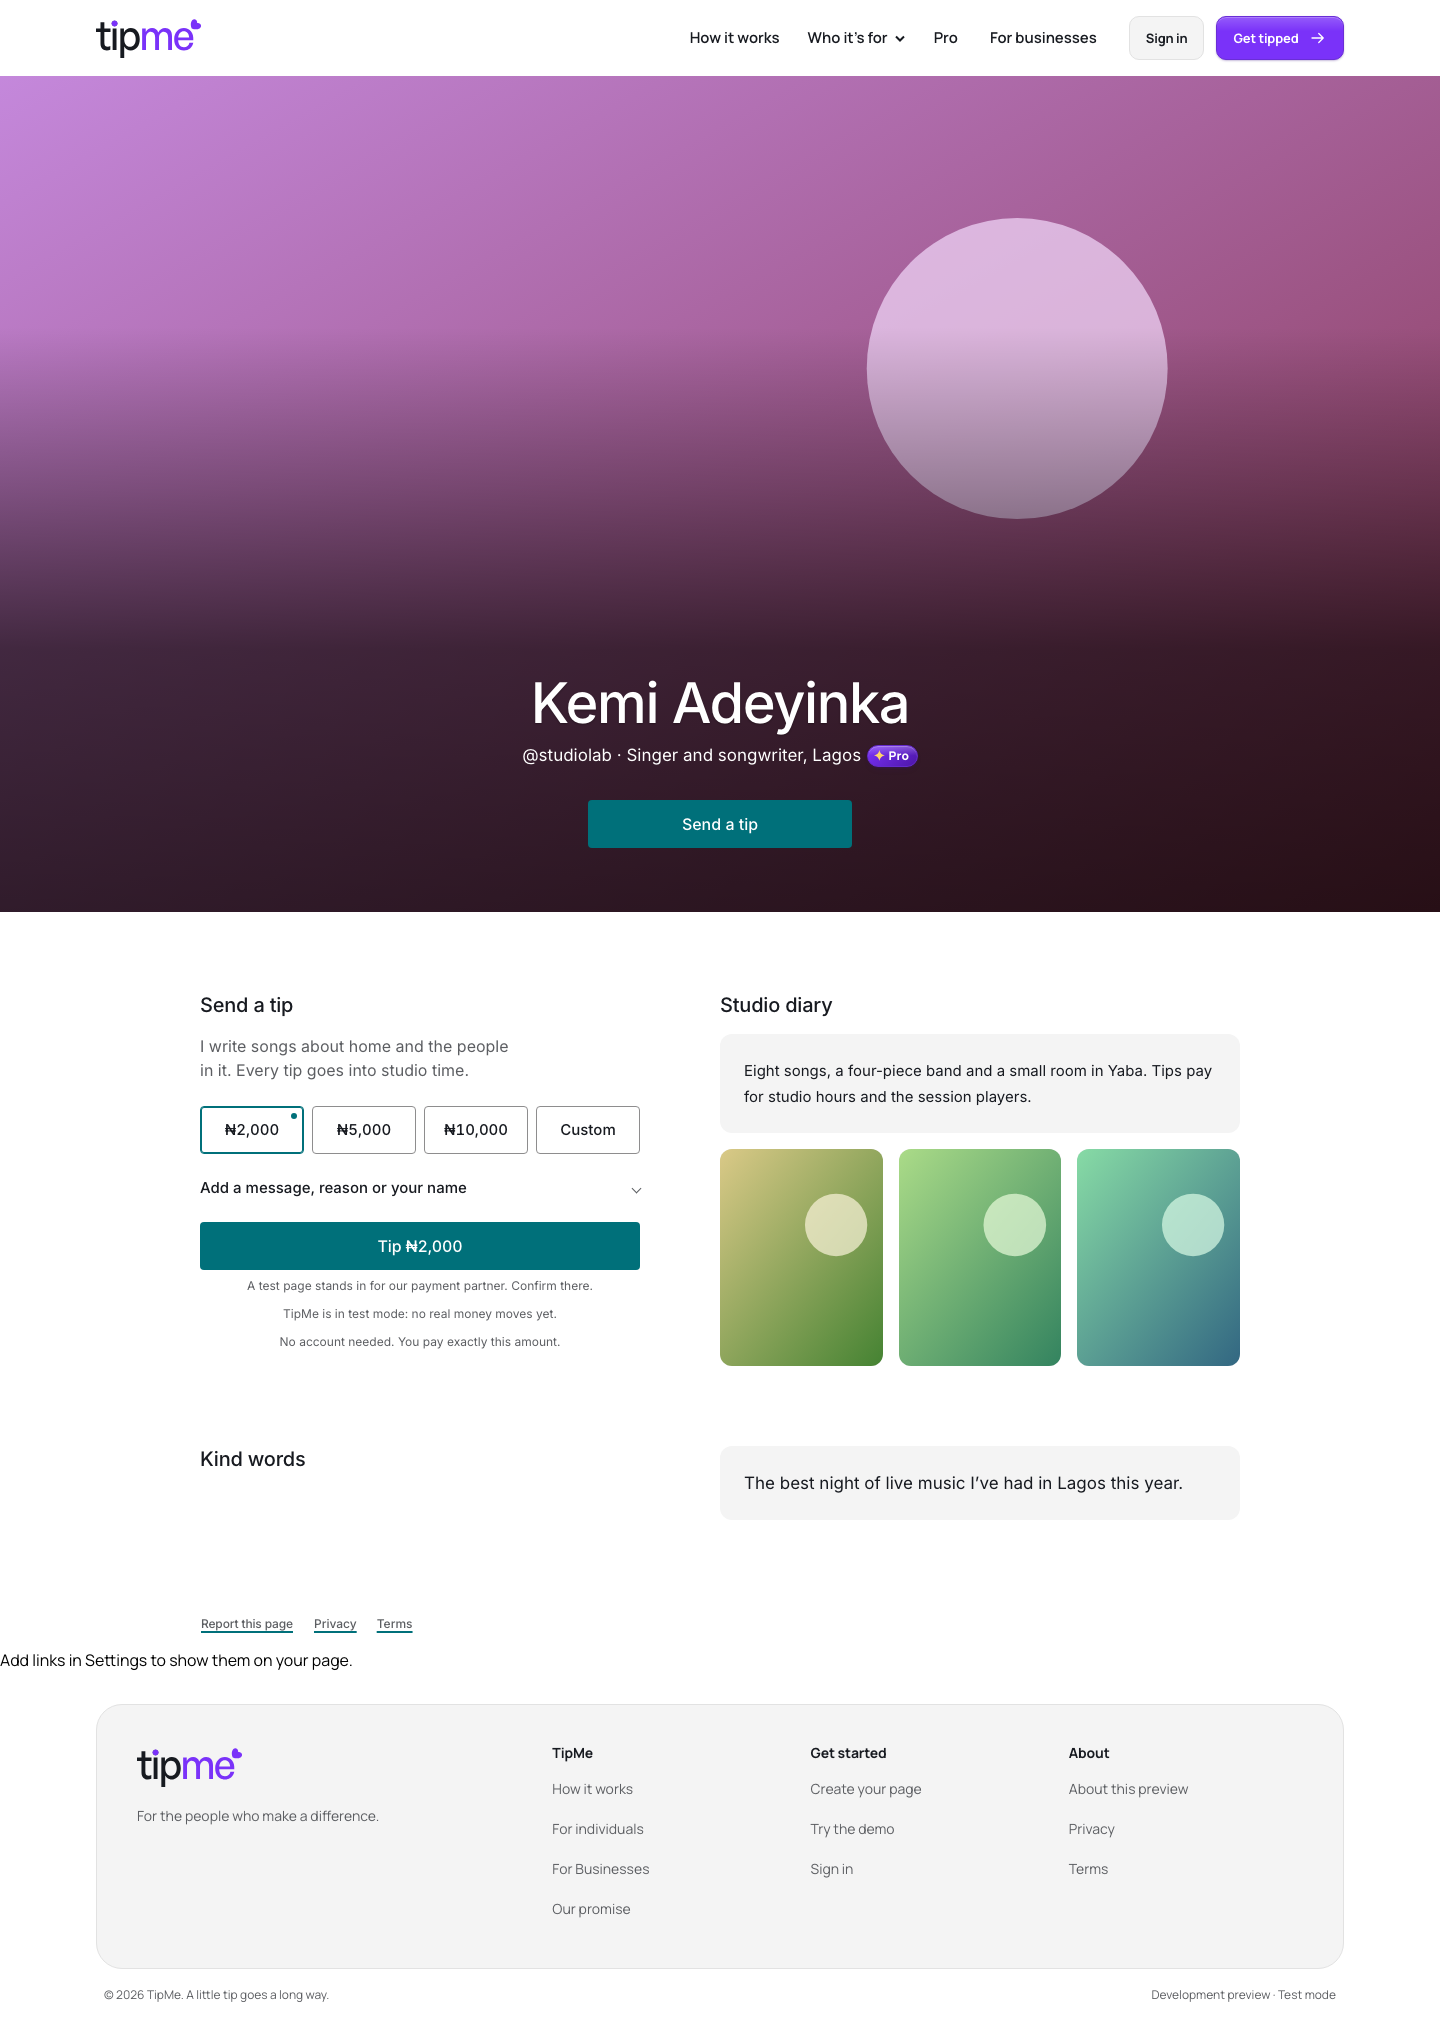 tipme
How it works
Who it’s for
Pro
For businesses
Sign in
Get tipped
Kemi Adeyinka
@studiolab · Singer and songwriter, Lagos
Pro
Send a tip
Send a tip
I write songs about home and the people
in it. Every tip goes into studio time.
₦2,000
₦5,000
₦10,000
Custom
Add a message, reason or your name
Tip ₦2,000
A test page stands in for our payment partner. Confirm there.
TipMe is in test mode: no real money moves yet.
No account needed. You pay exactly this amount.
Studio diary
Eight songs, a four-piece band and a small room in Yaba. Tips pay
for studio hours and the session players.
Kind words
The best night of live music I’ve had in Lagos this year.
Report this page
Privacy
Terms
Add links in Settings to show them on your page.
tipme
For the people who make a difference.
TipMe
How it works
For individuals
For Businesses
Our promise
Get started
Create your page
Try the demo
Sign in
About
About this preview
Privacy
Terms
© 2026 TipMe. A little tip goes a long way.
Development preview · Test mode